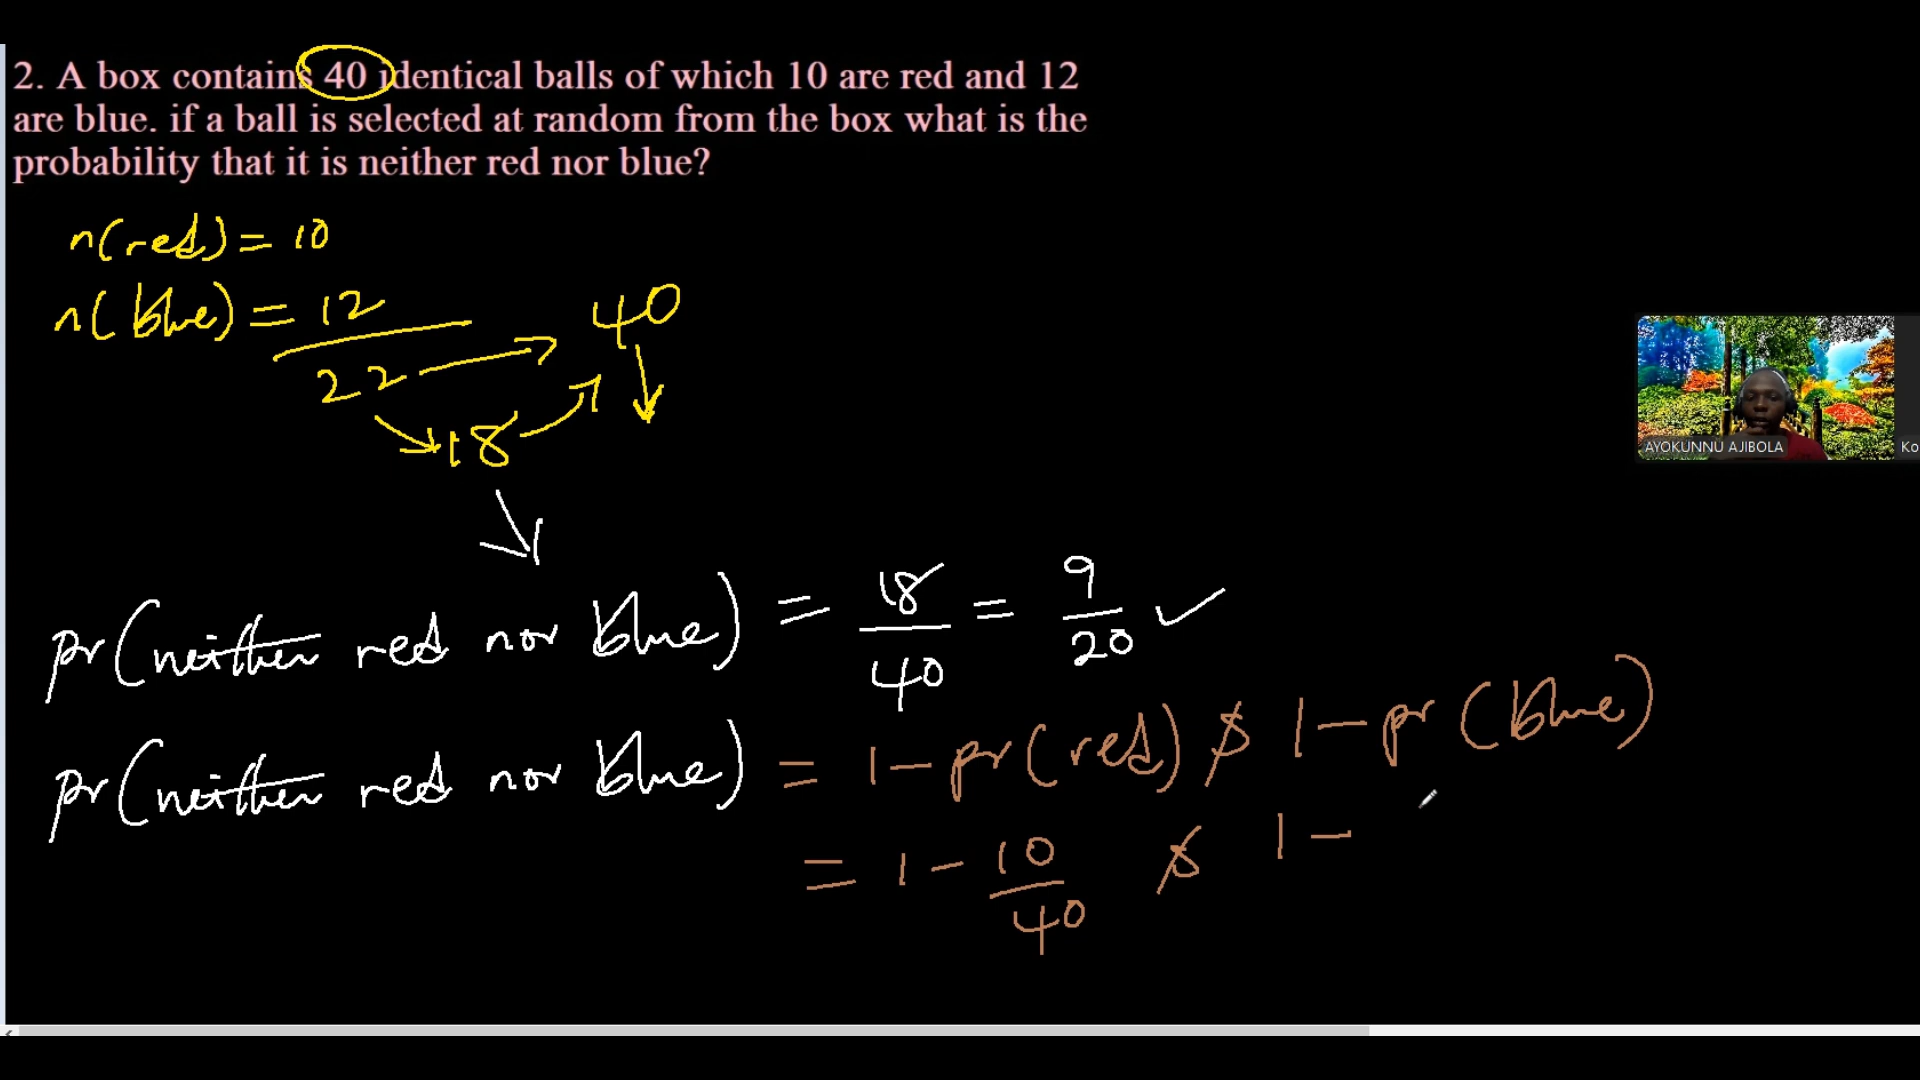 2. A box contains 40 identical balls of which 10 are red and 12
are blue. if a ball is selected at random from the box what is the
probability that it is neither red nor blue?
n(red) = 10
n(blue) = 12
40
22
18
pr(neither red nor blue) = 18/40 = 9/20 ✓
pr(neither red nor blue) = 1 - pr(red) $ 1 - pr(blue)
= 1 - 10/40 $ 1 -
AYOKUNNU AJIBOLA
Ko